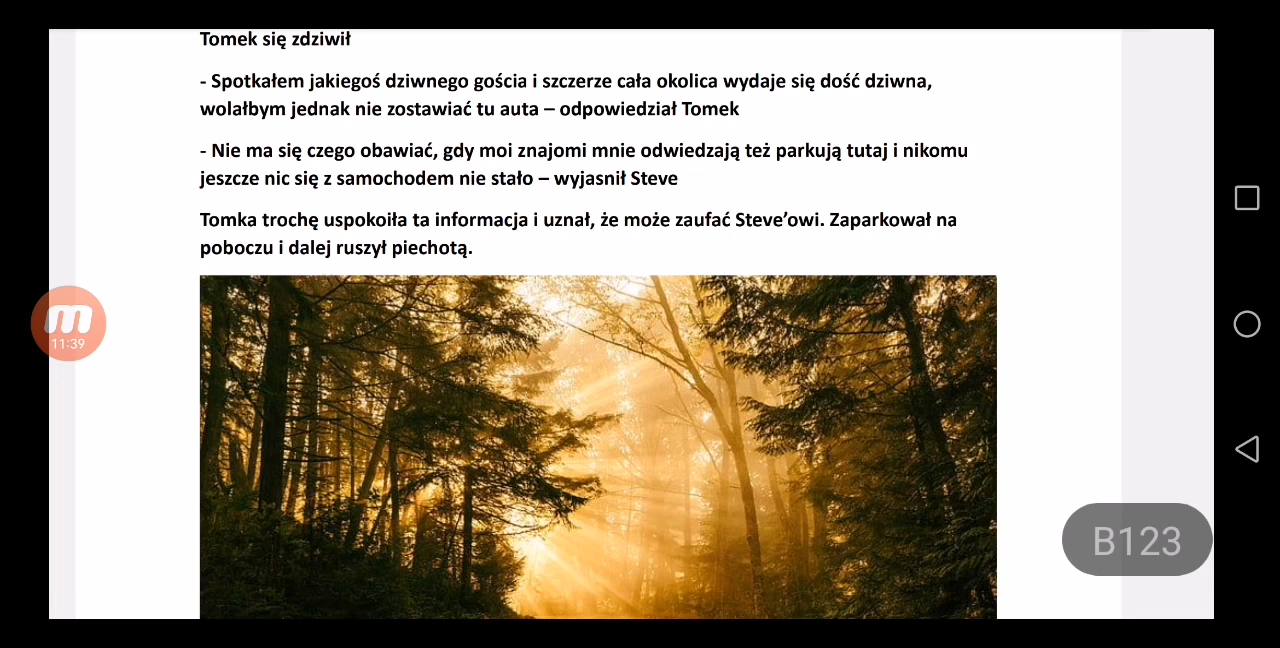 Tomek się zdziwił
- Spotkałem jakiegoś dziwnego gościa i szczerze cała okolica wydaje się dość dziwna,
wolałbym jednak nie zostawiać tu auta – odpowiedział Tomek
- Nie ma się czego obawiać, gdy moi znajomi mnie odwiedzają też parkują tutaj i nikomu
jeszcze nic się z samochodem nie stało – wyjasnił Steve
Tomka trochę uspokoiła ta informacja i uznał, że może zaufać Steve’owi. Zaparkował na
poboczu i dalej ruszył piechotą.
m
11:39
B123